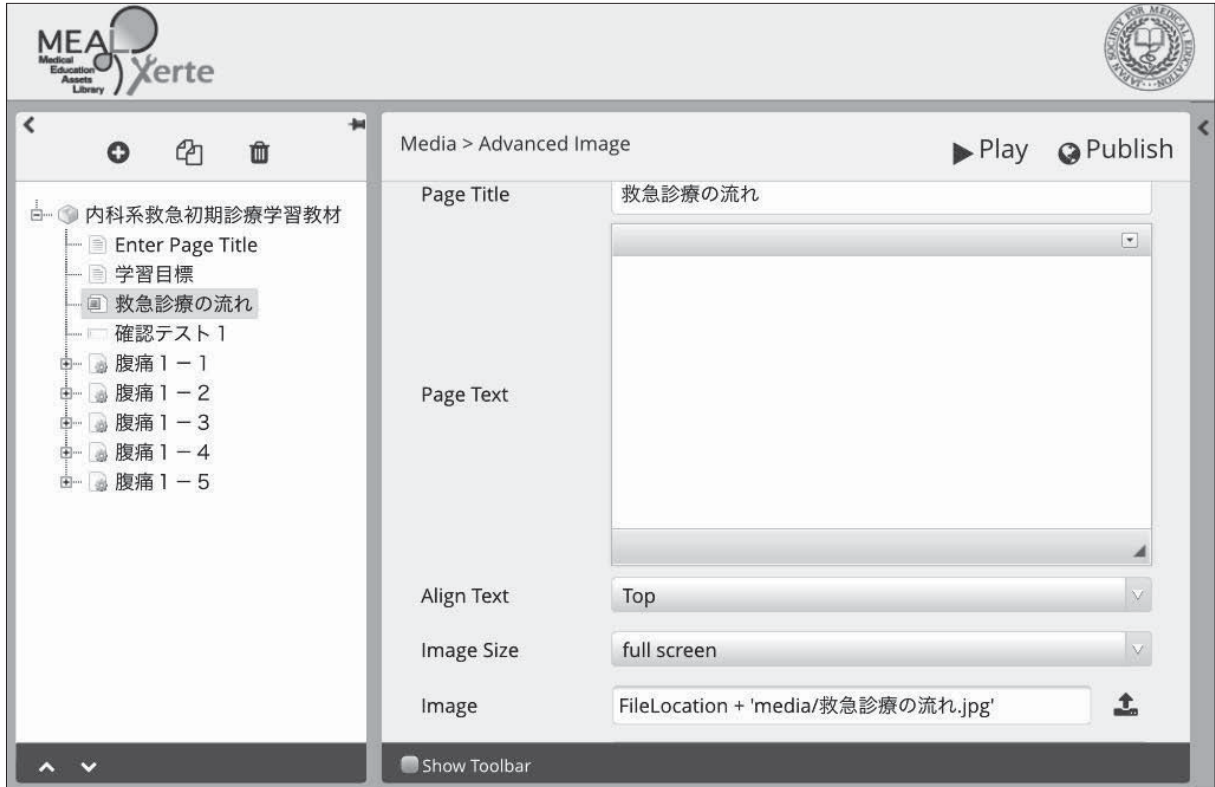 MEAL
Medical
Education
Assets
Library
Xerte
JAPAN SOCIETY FOR MEDICAL EDUCATION
Media > Advanced Image
Play
Publish
内科系救急初期診療学習教材
Enter Page Title
学習目標
救急診療の流れ
確認テスト1
腹痛1－1
腹痛1－2
腹痛1－3
腹痛1－4
腹痛1－5
Page Title
救急診療の流れ
Page Text
Align Text
Top
Image Size
full screen
Image
FileLocation + 'media/救急診療の流れ.jpg'
Show Toolbar